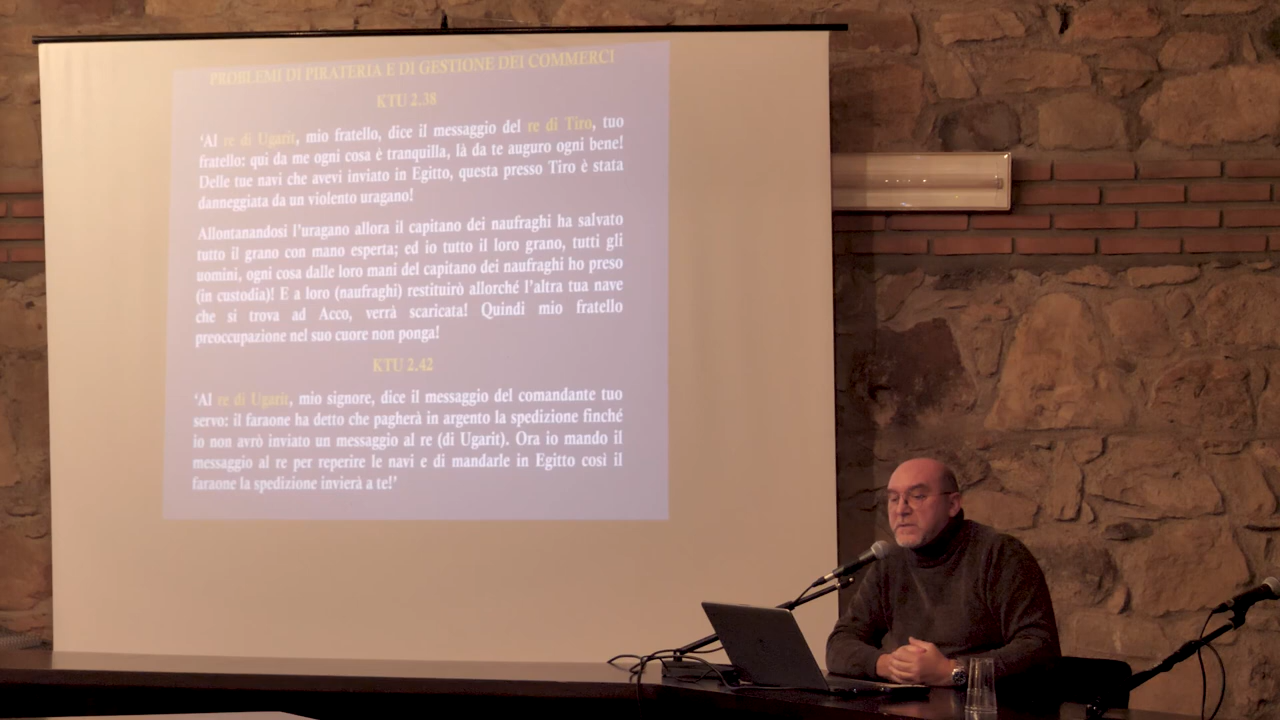 PROBLEMI DI PIRATERIA E DI GESTIONE DEI COMMERCI
KTU 2.38
‘Al re di Ugarit, mio fratello, dice il messaggio del re di Tiro, tuo
fratello: qui da me ogni cosa è tranquilla, là da te auguro ogni bene!
Delle tue navi che avevi inviato in Egitto, questa presso Tiro è stata
danneggiata da un violento uragano!
Allontanandosi l’uragano allora il capitano dei naufraghi ha salvato
tutto il grano con mano esperta; ed io tutto il loro grano, tutti gli
uomini, ogni cosa dalle loro mani del capitano dei naufraghi ho preso
(in custodia)! E a loro (naufraghi) restituirò allorché l’altra tua nave
che si trova ad Acco, verrà scaricata! Quindi mio fratello
preoccupazione nel suo cuore non ponga!
KTU 2.42
‘Al re di Ugarit, mio signore, dice il messaggio del comandante tuo
servo: il faraone ha detto che pagherà in argento la spedizione finché
io non avrò inviato un messaggio al re (di Ugarit). Ora io mando il
messaggio al re per reperire le navi e di mandarle in Egitto così il
faraone la spedizione invierà a te!’